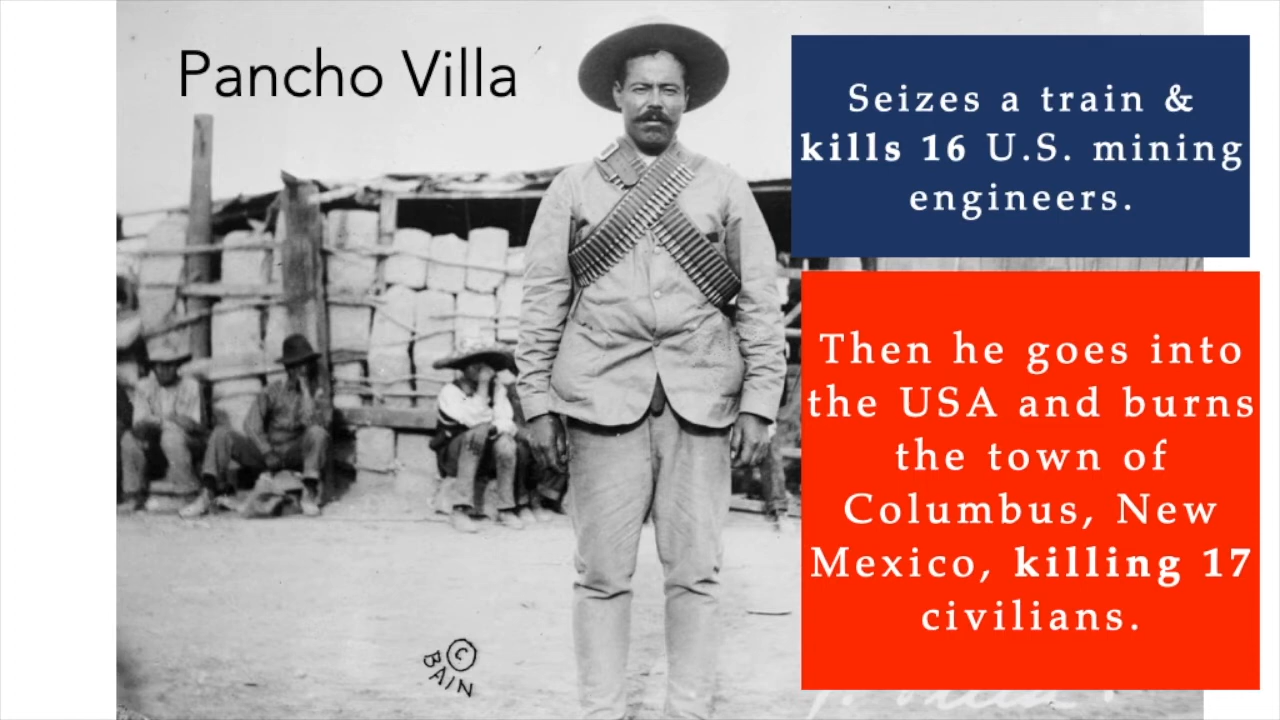 Pancho Villa
Seizes a train &
kills 16 U.S. mining
engineers.
Then he goes into
the USA and burns
the town of
Columbus, New
Mexico, killing 17
civilians.
©
BAIN